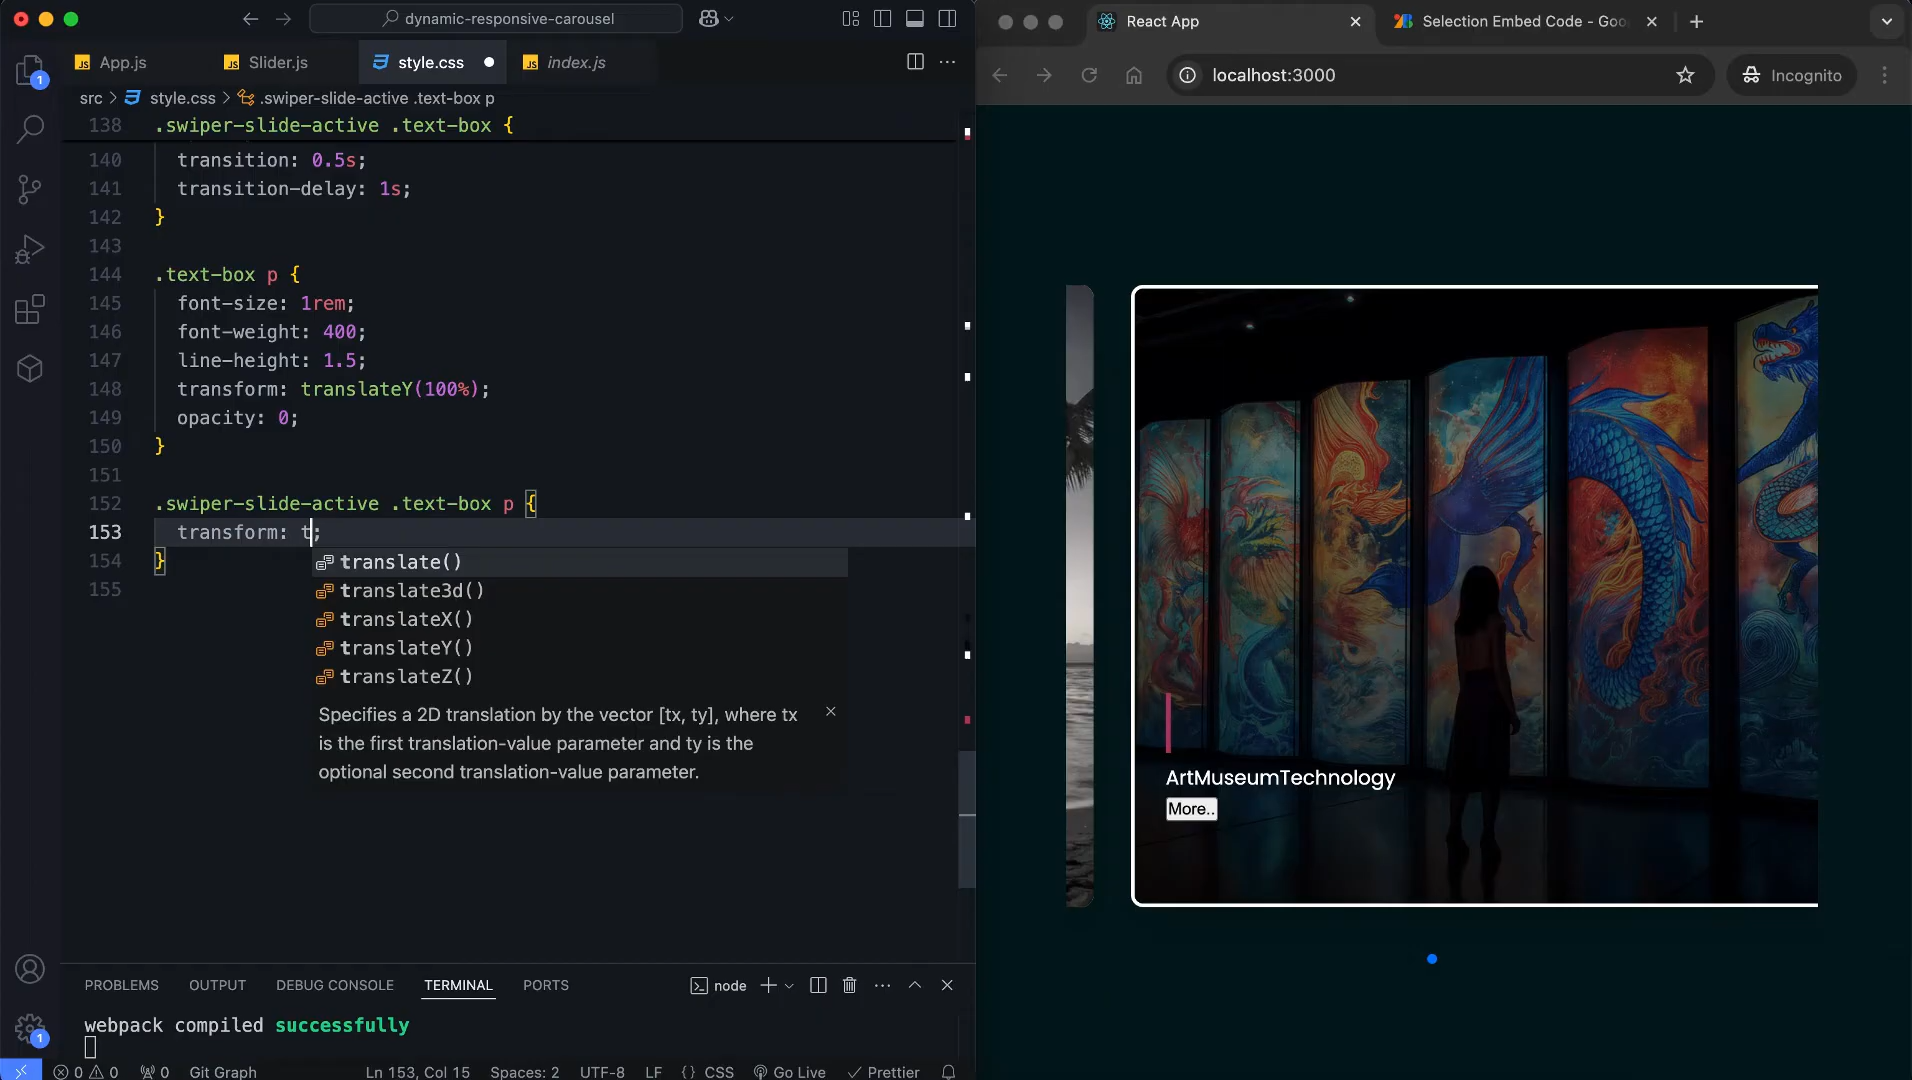 dynamic-responsive-carousel
App.js
Slider.js
style.css
index.js
src > style.css > .swiper-slide-active .text-box p
138 .swiper-slide-active .text-box {
140 transition: 0.5s;
141 transition-delay: 1s;
142 }
143
144 .text-box p {
145 font-size: 1rem;
146 font-weight: 400;
147 line-height: 1.5;
148 transform: translateY(100%);
149 opacity: 0;
150 }
151
152 .swiper-slide-active .text-box p {
153 transform: t;
154 }
155
translate()
translate3d()
translateX()
translateY()
translateZ()
Specifies a 2D translation by the vector [tx, ty], where tx
is the first translation-value parameter and ty is the
optional second translation-value parameter.
PROBLEMS OUTPUT DEBUG CONSOLE TERMINAL PORTS
node
webpack compiled successfully
1
1
0 0 0 Git Graph Ln 153, Col 15 Spaces: 2 UTF-8 LF {} CSS Go Live Prettier
React App
Selection Embed Code - Goo
localhost:3000
Incognito
ArtMuseumTechnology
More..